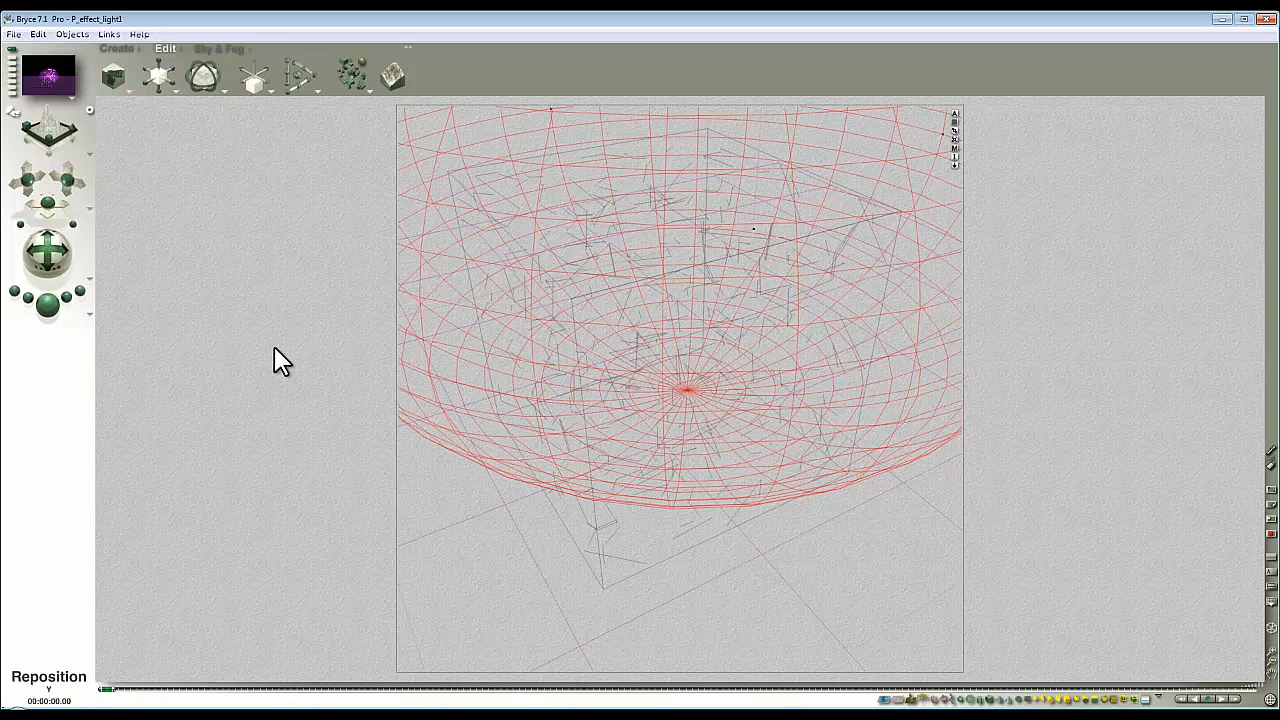 Bryce 7.1 Pro - P_effect_light1
File Edit Objects Links Help
Create Edit Sky & Fog
A
M
Reposition
Y
00:00:00.00